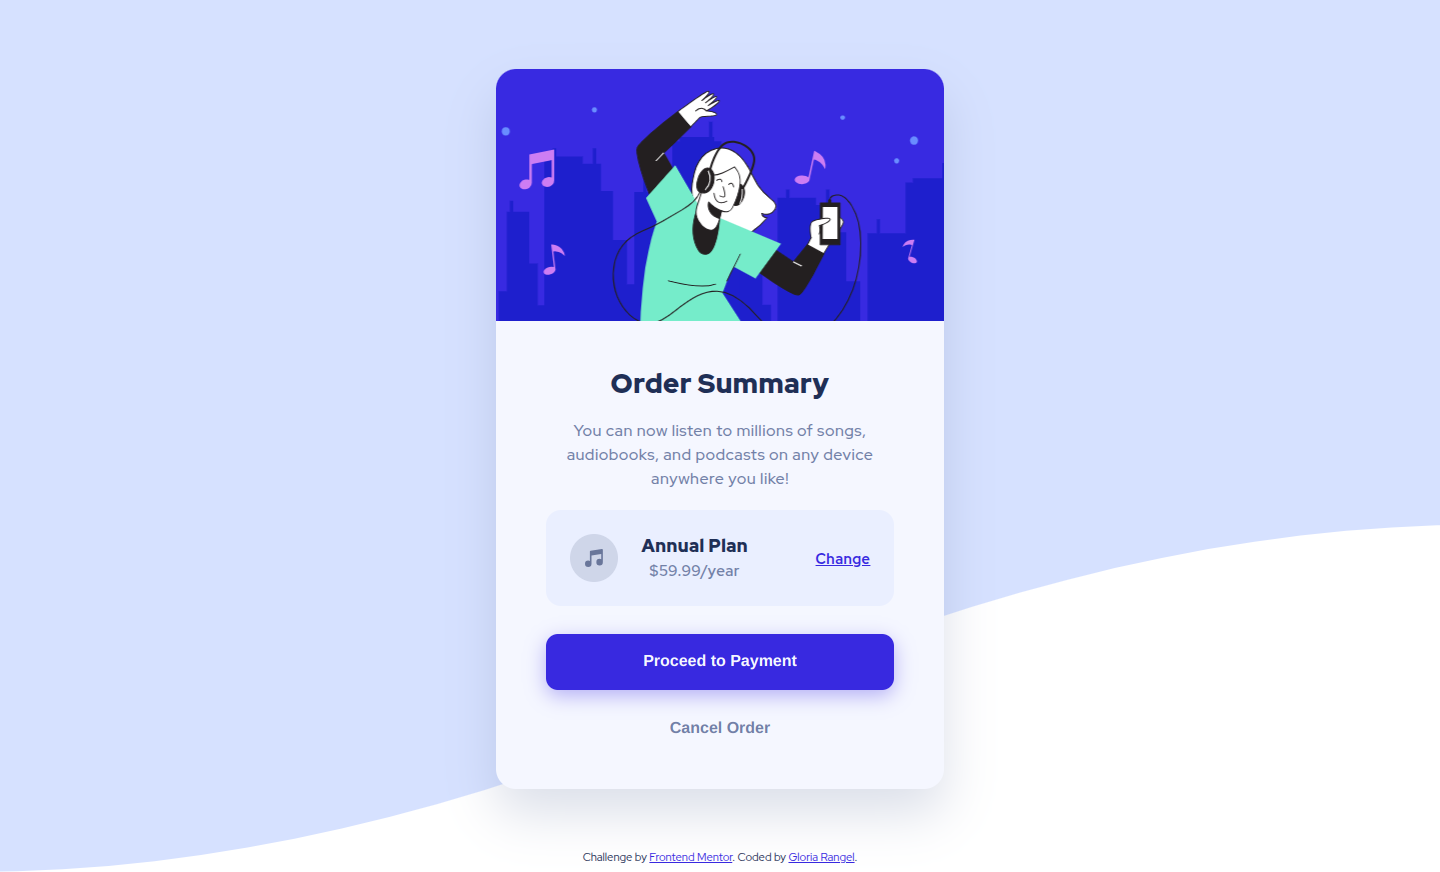 Order Summary
You can now listen to millions of songs,
audiobooks, and podcasts on any device
anywhere you like!
Annual Plan
$59.99/year
Change
Proceed to Payment
Cancel Order
Challenge by Frontend Mentor. Coded by Gloria Rangel.